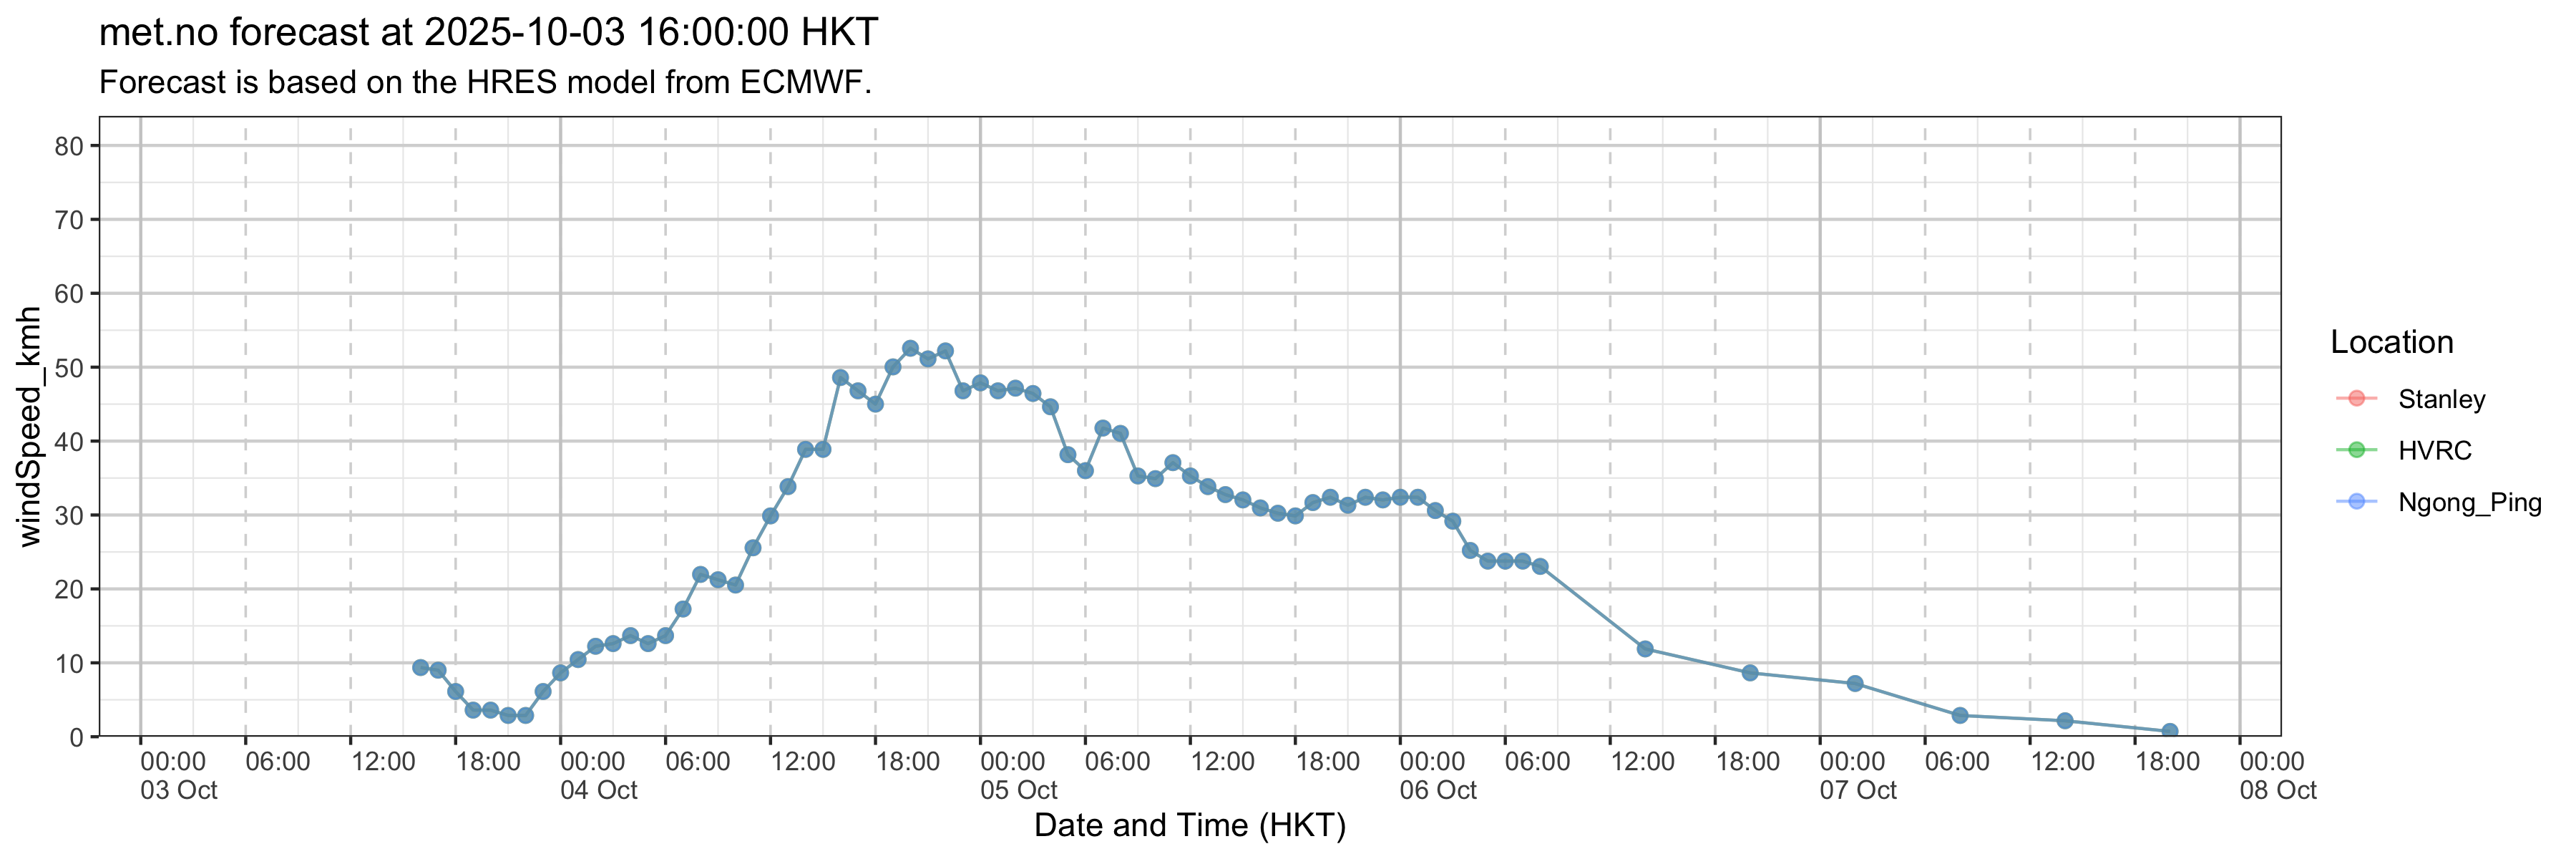 met.no forecast at 2025-10-03 16:00:00 HKT
Forecast is based on the HRES model from ECMWF.
windSpeed_kmh
80
70
60
50
40
30
20
10
0
00:00 06:00 12:00 18:00 00:00 06:00 12:00 18:00 00:00 06:00 12:00 18:00 00:00 06:00 12:00 18:00 00:00 06:00 12:00 18:00 00:00
03 Oct 04 Oct 05 Oct 06 Oct 07 Oct 08 Oct
Date and Time (HKT)
Location
Stanley
HVRC
Ngong_Ping